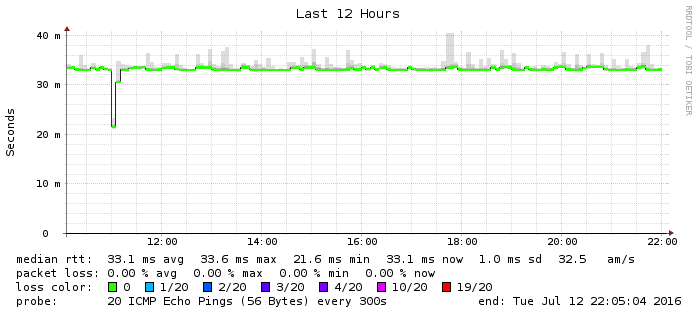 Last 12 Hours
RRDTOOL / TOBI OETIKER
Seconds
40 m
30 m
20 m
10 m
0
12:00 14:00 16:00 18:00 20:00 22:00
median rtt: 33.1 ms avg 33.6 ms max 21.6 ms min 33.1 ms now 1.0 ms sd 32.5 am/s
packet loss: 0.00 % avg 0.00 % max 0.00 % min 0.00 % now
loss color: 0 1/20 2/20 3/20 4/20 10/20 19/20
probe: 20 ICMP Echo Pings (56 Bytes) every 300s end: Tue Jul 12 22:05:04 2016